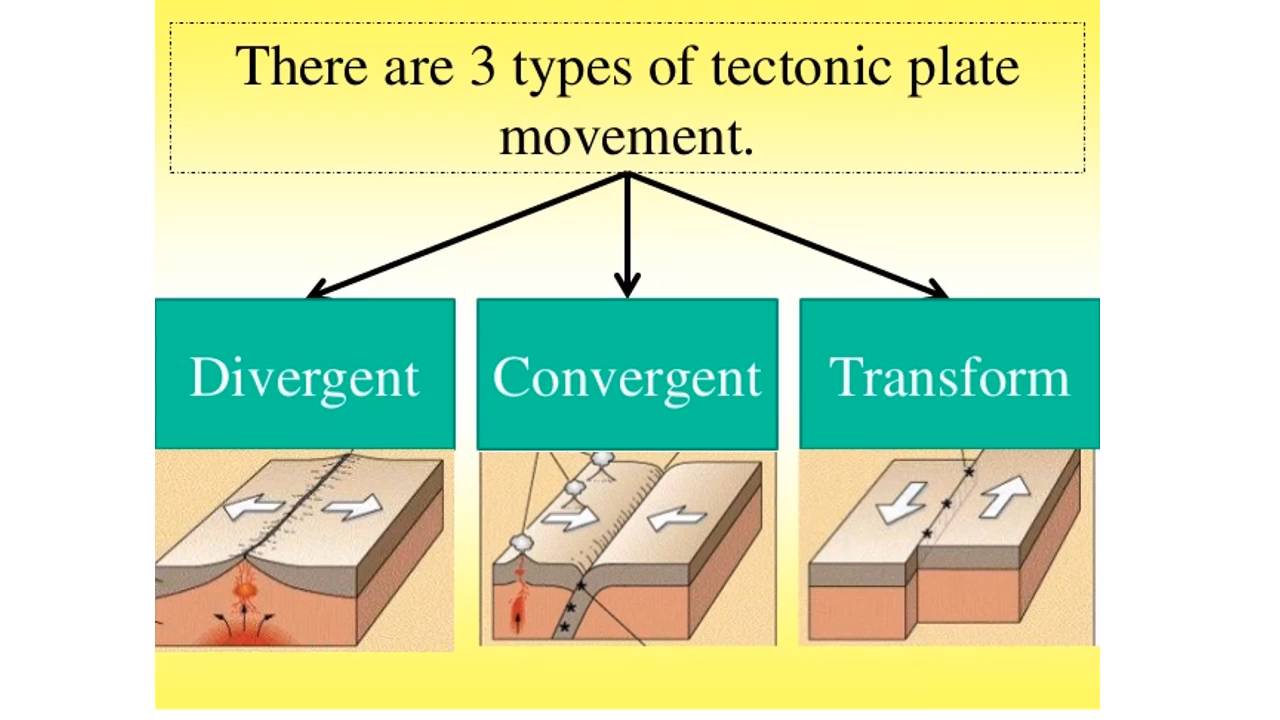 There are 3 types of tectonic plate
movement.
Divergent
Convergent
Transform